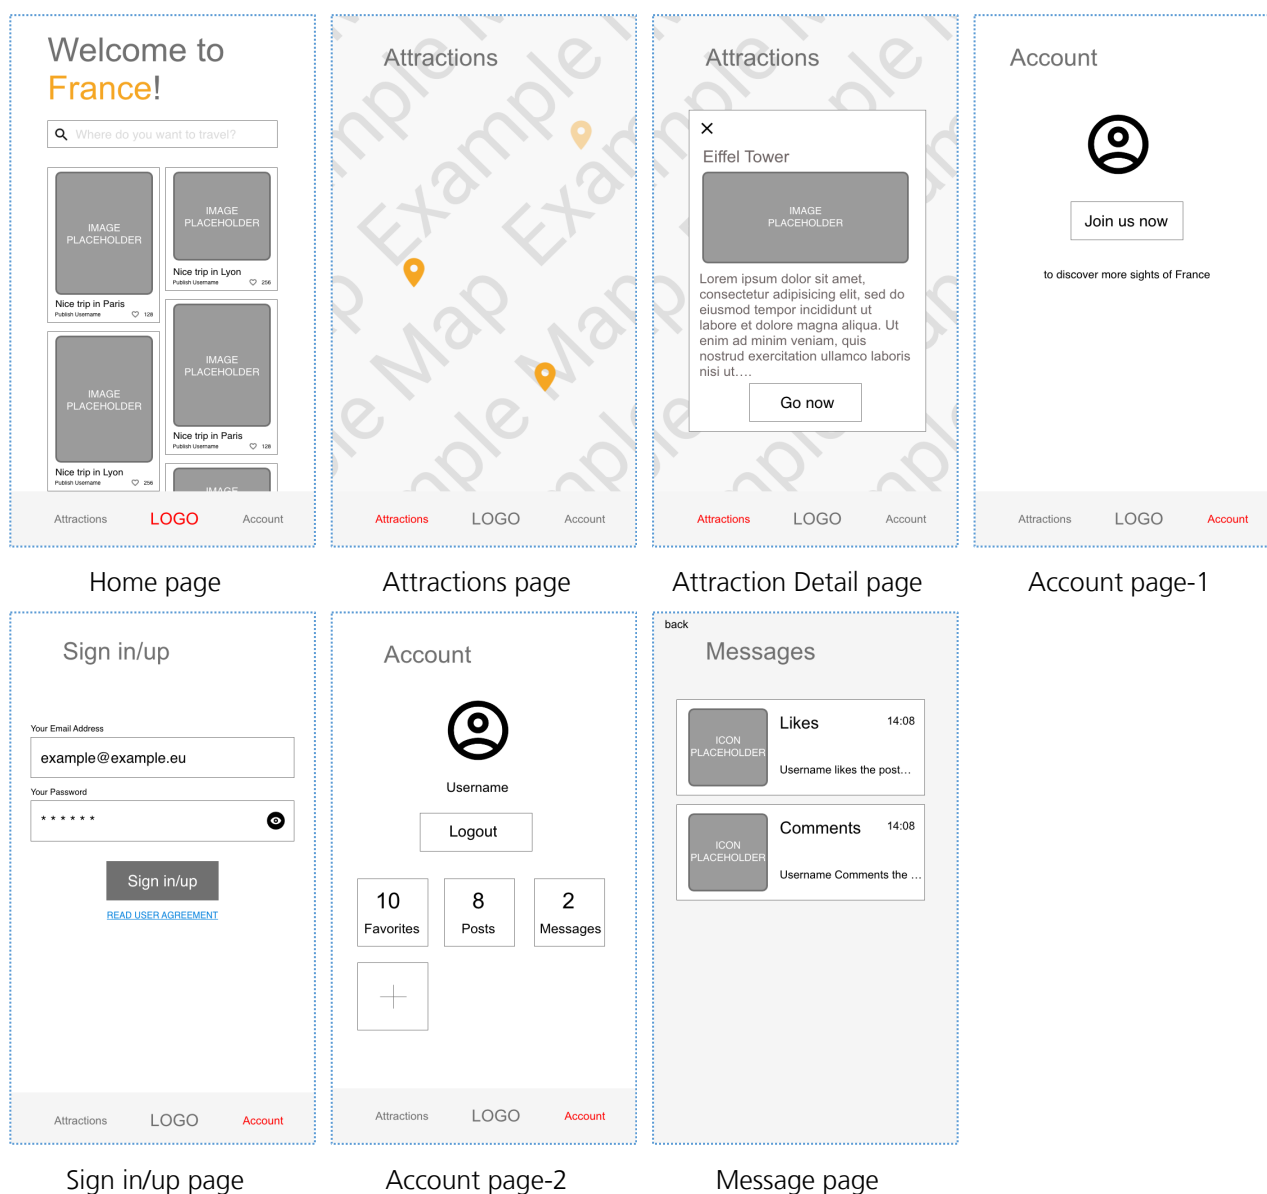 Welcome to
France!
Where do you want to travel?
IMAGE
PLACEHOLDER
Nice trip in Paris
Publish Username 128
IMAGE
PLACEHOLDER
Nice trip in Lyon
Publish Username 256
IMAGE
PLACEHOLDER
Nice trip in Lyon
Publish Username 256
IMAGE
PLACEHOLDER
Nice trip in Paris
Publish Username 128
IMAGE
Attractions LOGO Account
Home page
Attractions
Example Map
Attractions LOGO Account
Attractions page
Attractions
Eiffel Tower
IMAGE
PLACEHOLDER
Lorem ipsum dolor sit amet,
consectetur adipisicing elit, sed do
eiusmod tempor incididunt ut
labore et dolore magna aliqua. Ut
enim ad minim veniam, quis
nostrud exercitation ullamco laboris
nisi ut….
Go now
Attractions LOGO Account
Attraction Detail page
Account
Join us now
to discover more sights of France
Attractions LOGO Account
Account page-1
Sign in/up
Your Email Address
example@example.eu
Your Password
* * * * * *
Sign in/up
READ USER AGREEMENT
Attractions LOGO Account
Sign in/up page
Account
Username
Logout
10 8 2
Favorites Posts Messages
Attractions LOGO Account
Account page-2
back
Messages
ICON
PLACEHOLDER
Likes 14:08
Username likes the post…
ICON
PLACEHOLDER
Comments 14:08
Username Comments the …
Message page